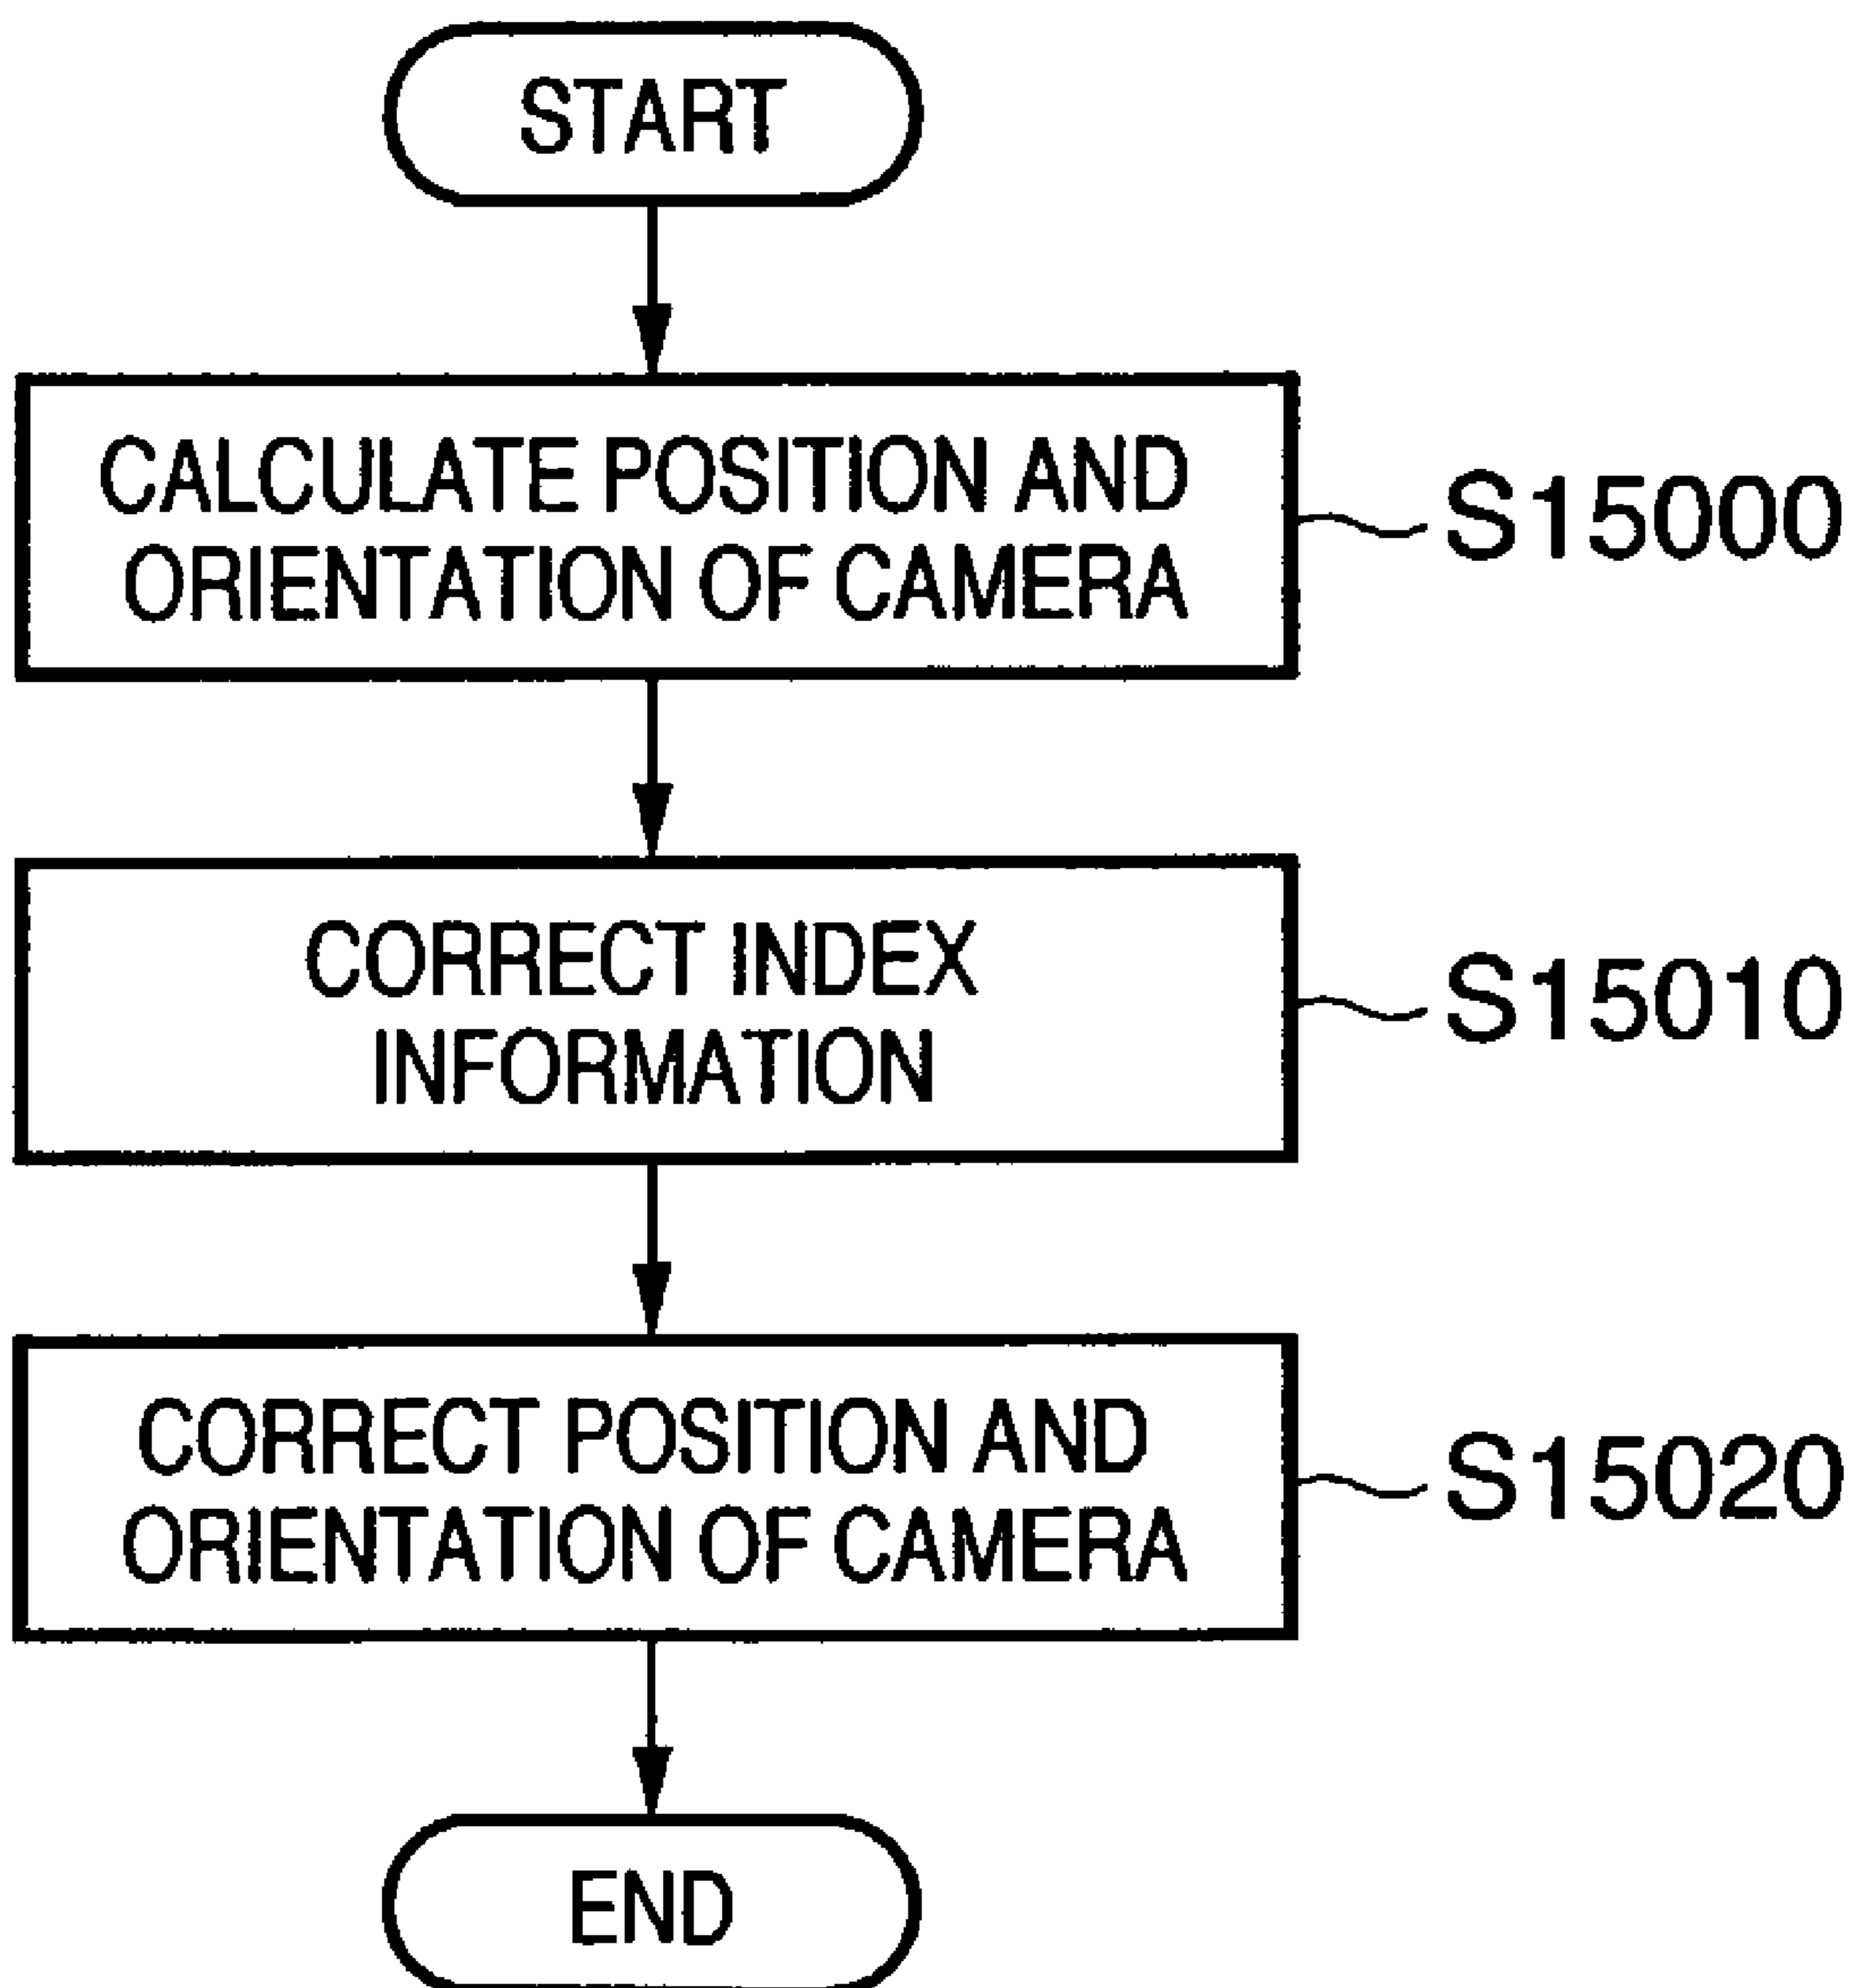 START
CALCULATE POSITION AND
ORIENTATION OF CAMERA
S15000
CORRECT INDEX
INFORMATION
S15010
CORRECT POSITION AND
ORIENTATION OF CAMERA
S15020
END